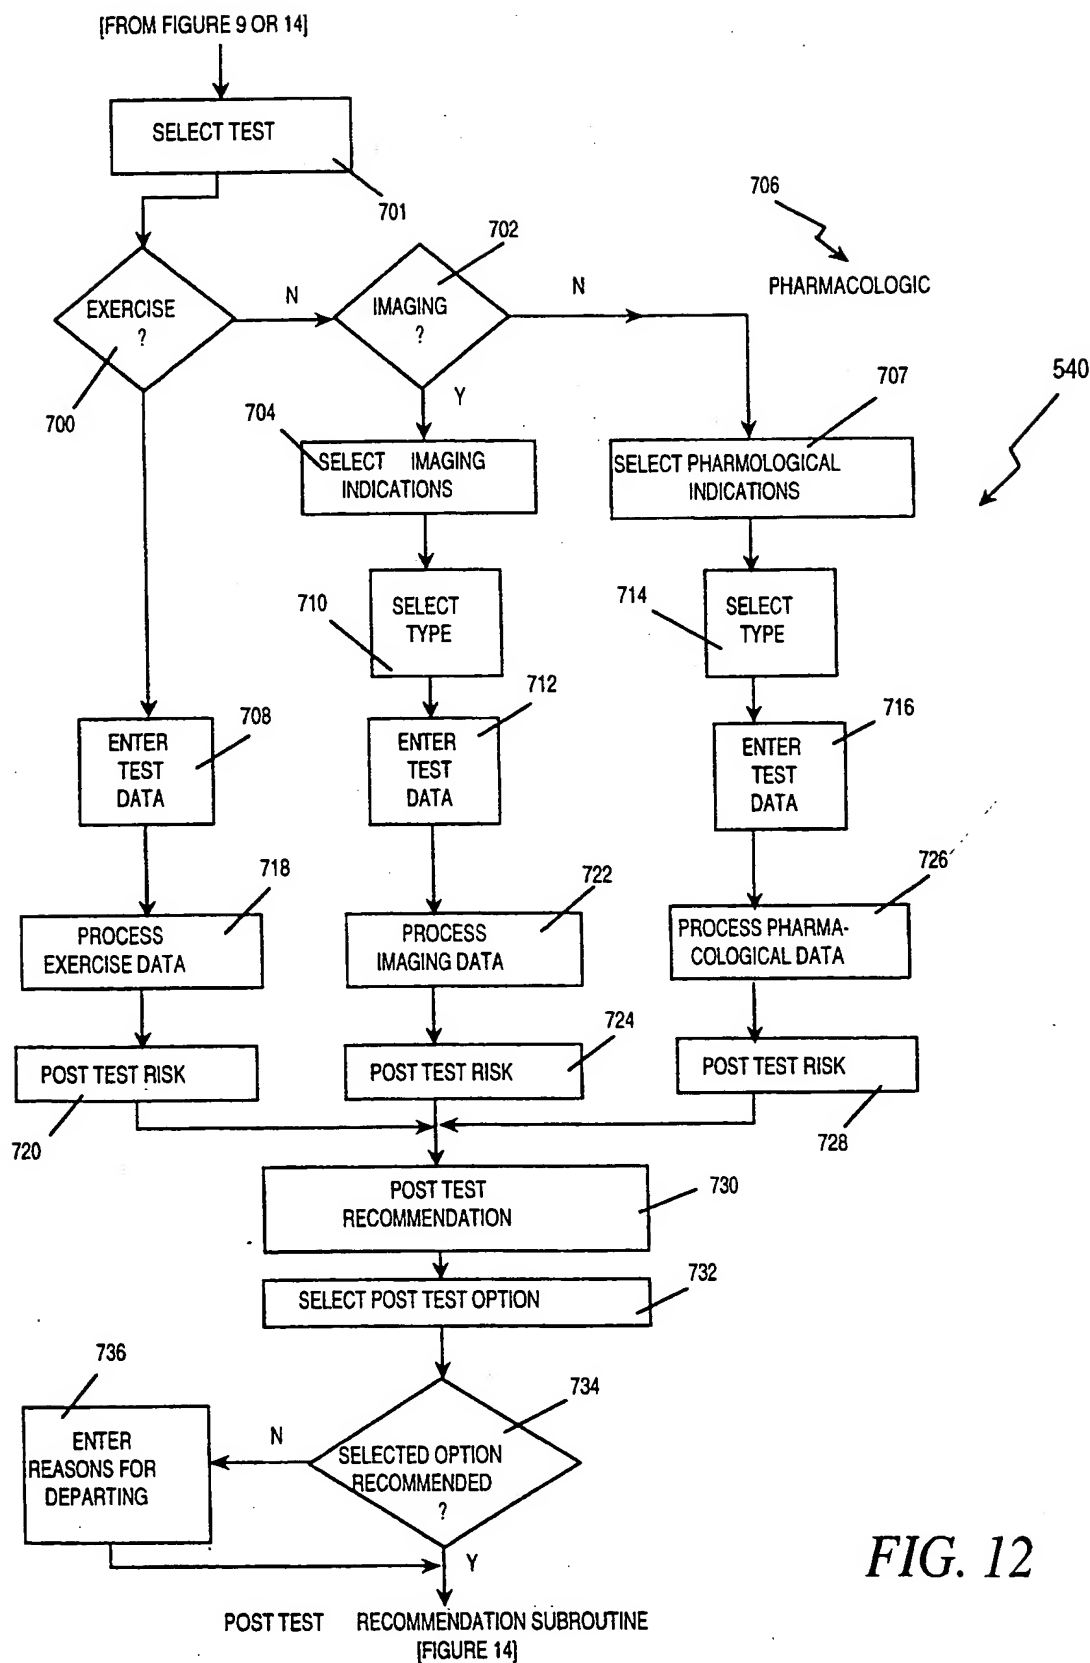 [FROM FIGURE 9 OR 14]
SELECT TEST
701
706
PHARMACOLOGIC
702
EXERCISE
?
N
IMAGING
?
N
700
Y
540
704
707
SELECT IMAGING
INDICATIONS
SELECT PHARMOLOGICAL
INDICATIONS
710
SELECT
TYPE
714
SELECT
TYPE
708
712
716
ENTER
TEST
DATA
ENTER
TEST
DATA
ENTER
TEST
DATA
718
722
726
PROCESS
EXERCISE DATA
PROCESS
IMAGING DATA
PROCESS PHARMA-
COLOGICAL DATA
724
POST TEST RISK
POST TEST RISK
POST TEST RISK
720
728
POST TEST
RECOMMENDATION
730
SELECT POST TEST OPTION
732
736
734
ENTER
REASONS FOR
DEPARTING
N
SELECTED OPTION
RECOMMENDED
?
Y
FIG. 12
POST TEST RECOMMENDATION SUBROUTINE
[FIGURE 14]